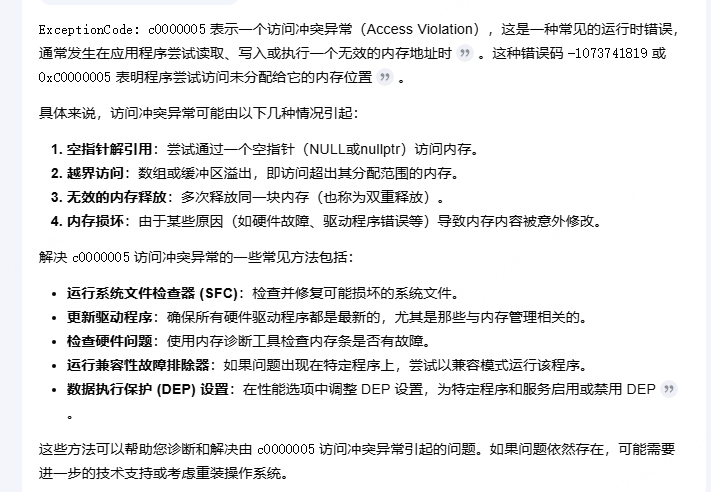 ExceptionCode: c0000005 表示一个访问冲突异常（Access Violation），这是一种常见的运行时错误，
通常发生在应用程序尝试读取、写入或执行一个无效的内存地址时 ” 。这种错误码 -1073741819 或
0xC0000005 表明程序尝试访问未分配给它的内存位置 ” 。
具体来说，访问冲突异常可能由以下几种情况引起：
1. 空指针解引用：尝试通过一个空指针（NULL或nullptr）访问内存。
2. 越界访问：数组或缓冲区溢出，即访问超出其分配范围的内存。
3. 无效的内存释放：多次释放同一块内存（也称为双重释放）。
4. 内存损坏：由于某些原因（如硬件故障、驱动程序错误等）导致内存内容被意外修改。
解决 c0000005 访问冲突异常的一些常见方法包括：
• 运行系统文件检查器 (SFC)：检查并修复可能损坏的系统文件。
• 更新驱动程序：确保所有硬件驱动程序都是最新的，尤其是那些与内存管理相关的。
• 检查硬件问题：使用内存诊断工具检查内存条是否有故障。
• 运行兼容性故障排除器：如果问题出现在特定程序上，尝试以兼容模式运行该程序。
• 数据执行保护 (DEP) 设置：在性能选项中调整 DEP 设置，为特定程序和服务启用或禁用 DEP ”
。
这些方法可以帮助您诊断和解决由 c0000005 访问冲突异常引起的问题。如果问题依然存在，可能需要
进一步的技术支持或考虑重装操作系统。